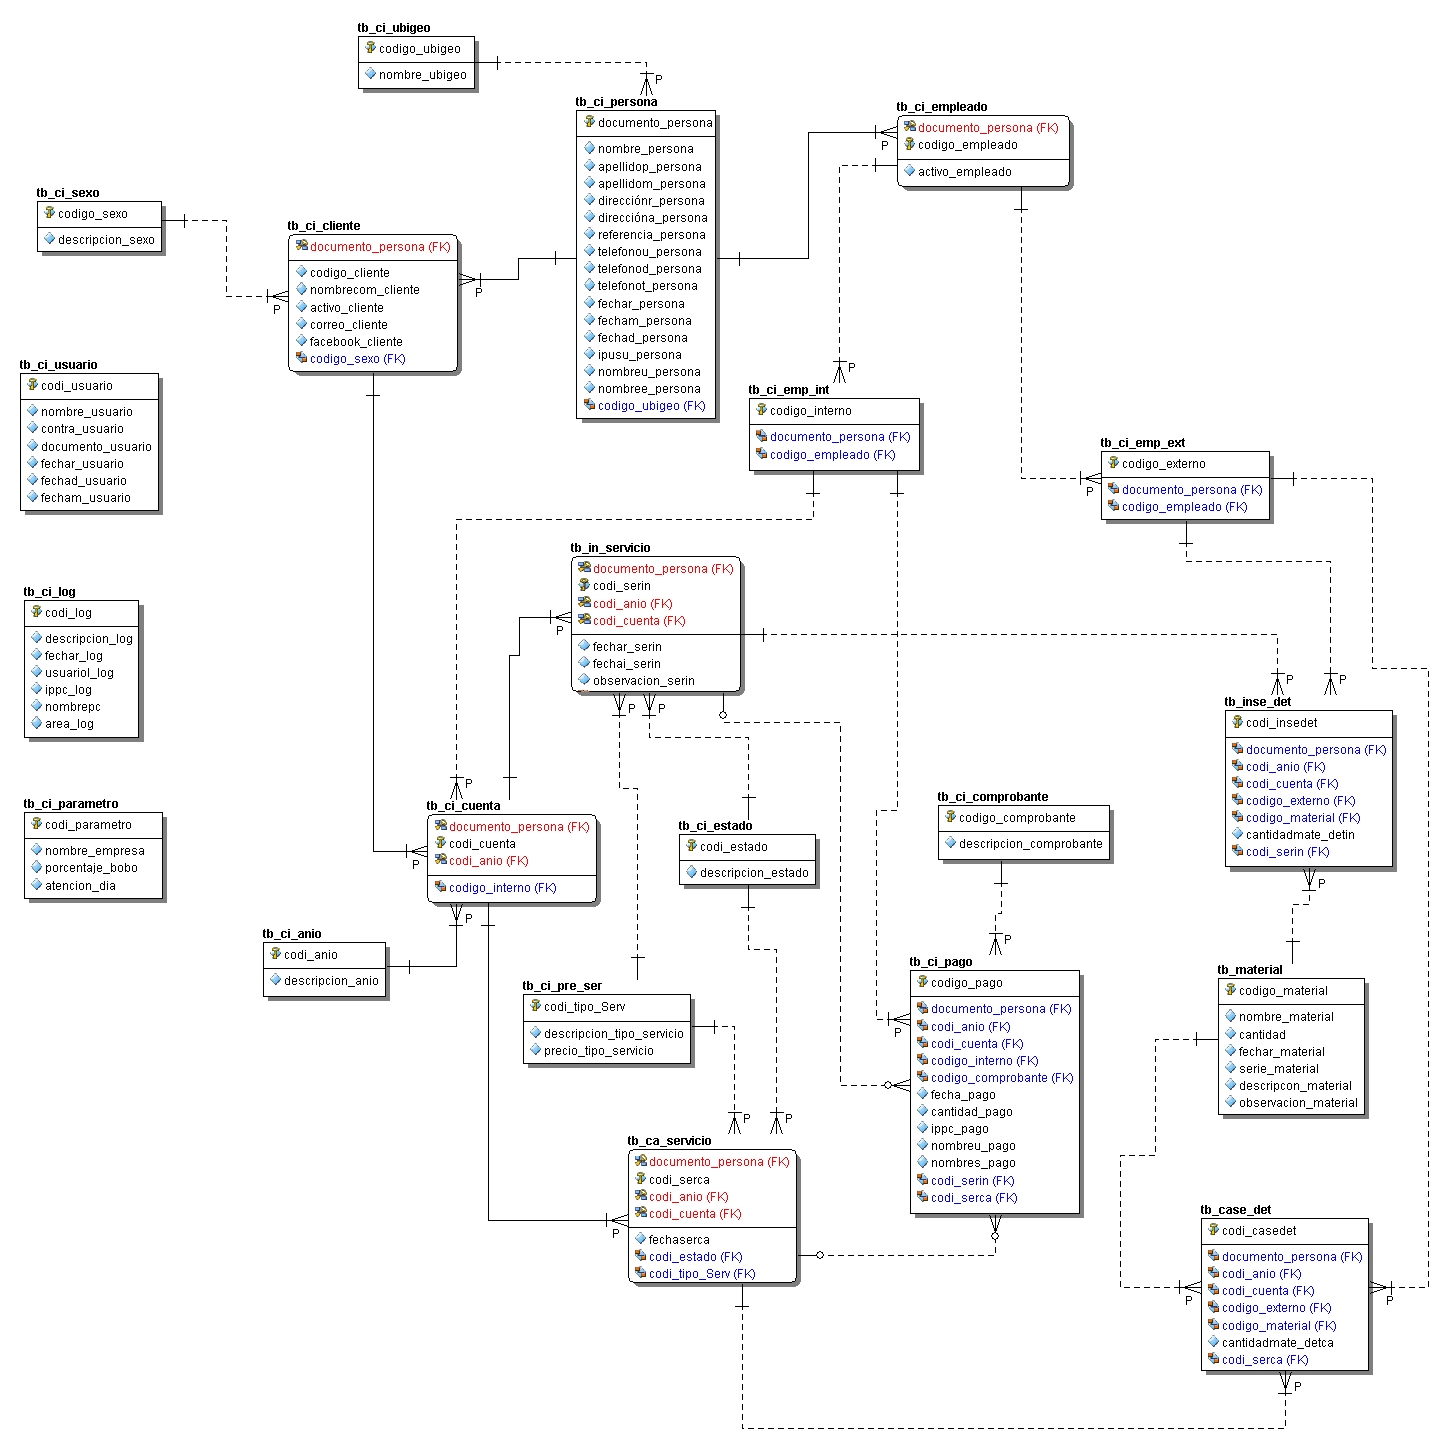 tb_ci_ubigeo
codigo_ubigeo
nombre_ubigeo
P
tb_ci_persona
documento_persona
nombre_persona
apellidop_persona
apellidom_persona
direcciónr_persona
direccióna_persona
referencia_persona
telefonou_persona
telefonod_persona
telefonot_persona
fechar_persona
fecham_persona
fechad_persona
ipusu_persona
nombreu_persona
nombree_persona
codigo_ubigeo (FK)
tb_ci_empleado
documento_persona (FK)
codigo_empleado
activo_empleado
P
tb_ci_sexo
codigo_sexo
descripcion_sexo
P
tb_ci_cliente
documento_persona (FK)
codigo_cliente
nombrecom_cliente
activo_cliente
correo_cliente
facebook_cliente
codigo_sexo (FK)
P
tb_ci_usuario
codi_usuario
nombre_usuario
contra_usuario
documento_usuario
fechar_usuario
fechad_usuario
fecham_usuario
P
tb_ci_emp_int
codigo_interno
documento_persona (FK)
codigo_empleado (FK)
tb_ci_emp_ext
codigo_externo
documento_persona (FK)
codigo_empleado (FK)
P
tb_in_servicio
documento_persona (FK)
codi_serin
codi_anio (FK)
codi_cuenta (FK)
fechar_serin
fechai_serin
observacion_serin
P
P
P
tb_ci_log
codi_log
descripcion_log
fechar_log
usuariol_log
ippc_log
nombrepc
area_log
P
P
tb_inse_det
codi_insedet
documento_persona (FK)
codi_anio (FK)
codi_cuenta (FK)
codigo_externo (FK)
codigo_material (FK)
cantidadmate_detin
codi_serin (FK)
P
tb_ci_parametro
codi_parametro
nombre_empresa
porcentaje_bobo
atencion_dia
P
tb_ci_cuenta
documento_persona (FK)
codi_cuenta
codi_anio (FK)
codigo_interno (FK)
P
P
tb_ci_estado
codi_estado
descripcion_estado
tb_ci_comprobante
codigo_comprobante
descripcion_comprobante
P
tb_ci_anio
codi_anio
descripcion_anio
tb_ci_pre_ser
codi_tipo_Serv
descripcion_tipo_servicio
precio_tipo_servicio
P
P
tb_ci_pago
codigo_pago
documento_persona (FK)
codi_anio (FK)
codi_cuenta (FK)
codigo_interno (FK)
codigo_comprobante (FK)
fecha_pago
cantidad_pago
ippc_pago
nombreu_pago
nombres_pago
codi_serin (FK)
codi_serca (FK)
P
tb_material
codigo_material
nombre_material
cantidad
fechar_material
serie_material
descripcon_material
observacion_material
tb_ca_servicio
documento_persona (FK)
codi_serca
codi_anio (FK)
codi_cuenta (FK)
fechaserca
codi_estado (FK)
codi_tipo_Serv (FK)
P
tb_case_det
codi_casedet
documento_persona (FK)
codi_anio (FK)
codi_cuenta (FK)
codigo_externo (FK)
codigo_material (FK)
cantidadmate_detca
codi_serca (FK)
P
P
P